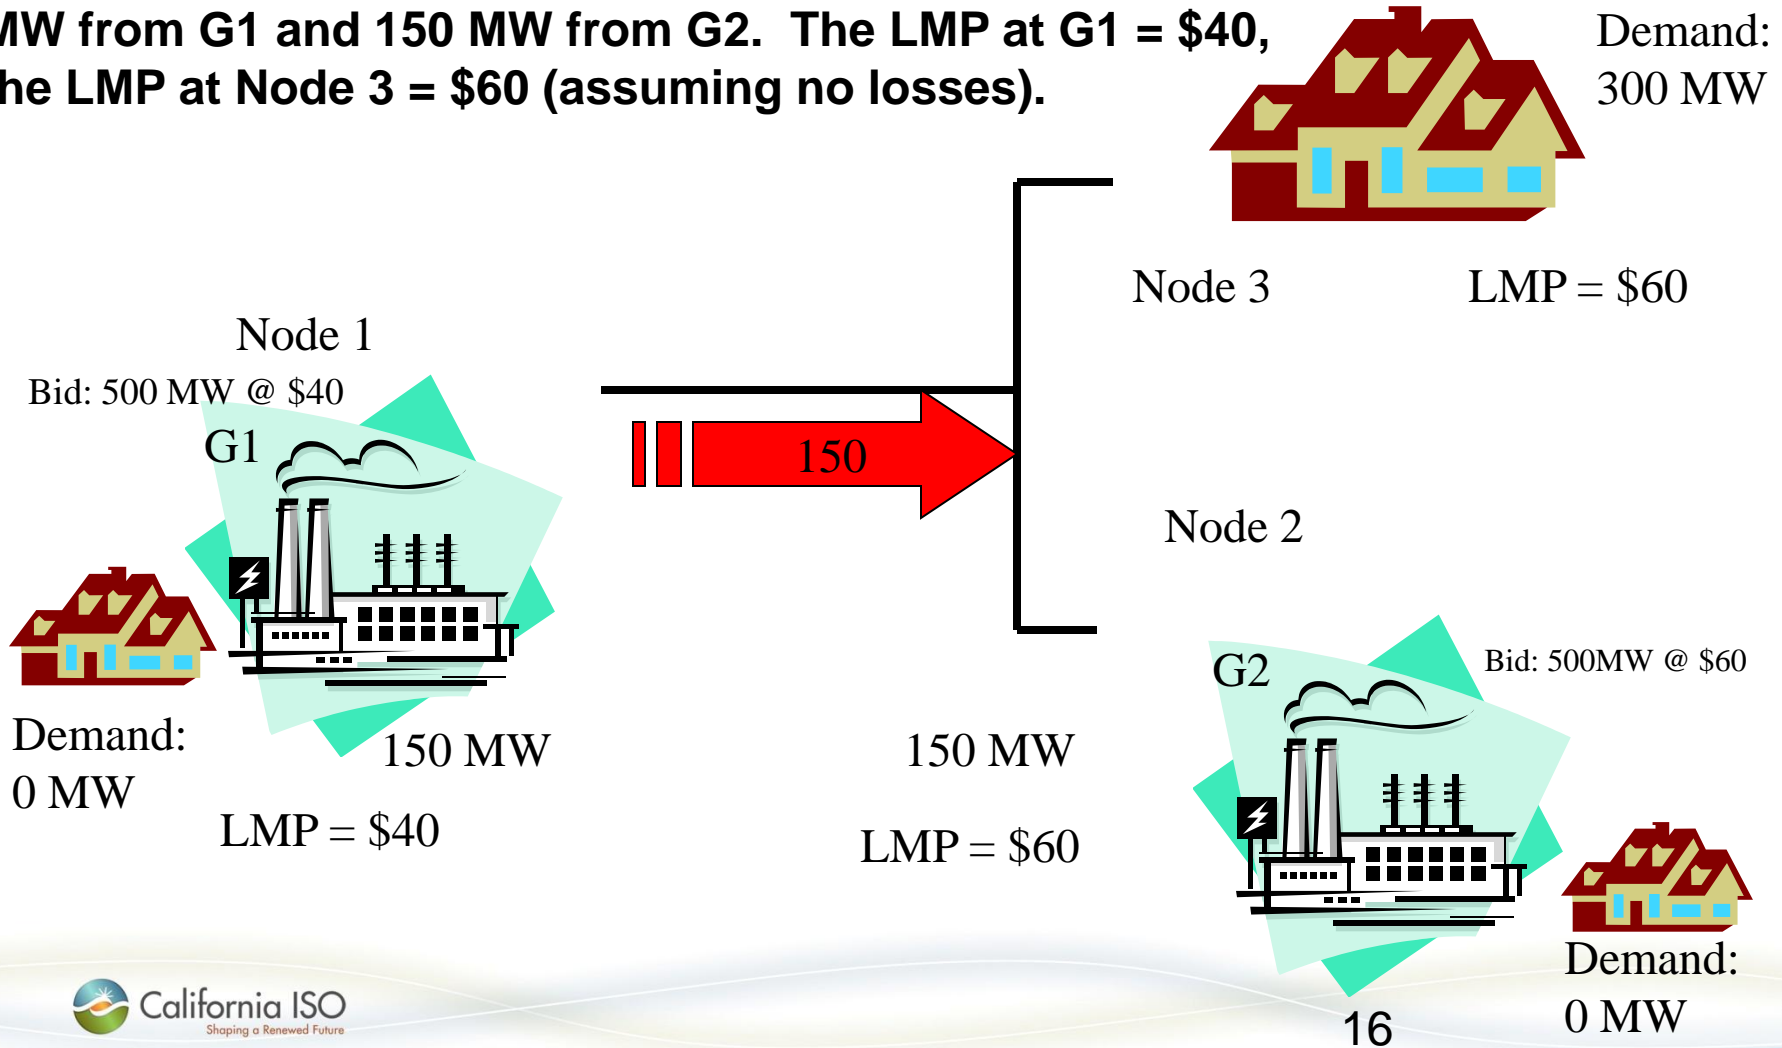 MW from G1 and 150 MW from G2. The LMP at G1 = $40,
he LMP at Node 3 = $60 (assuming no losses).
Demand:
300 MW
Node 3
LMP = $60
Node 1
Bid: 500 MW @ $40
G1
150
Node 2
G2
Bid: 500MW @ $60
Demand:
0 MW
150 MW
LMP = $40
150 MW
LMP = $60
Demand:
0 MW
California ISO
Shaping a Renewed Future
16